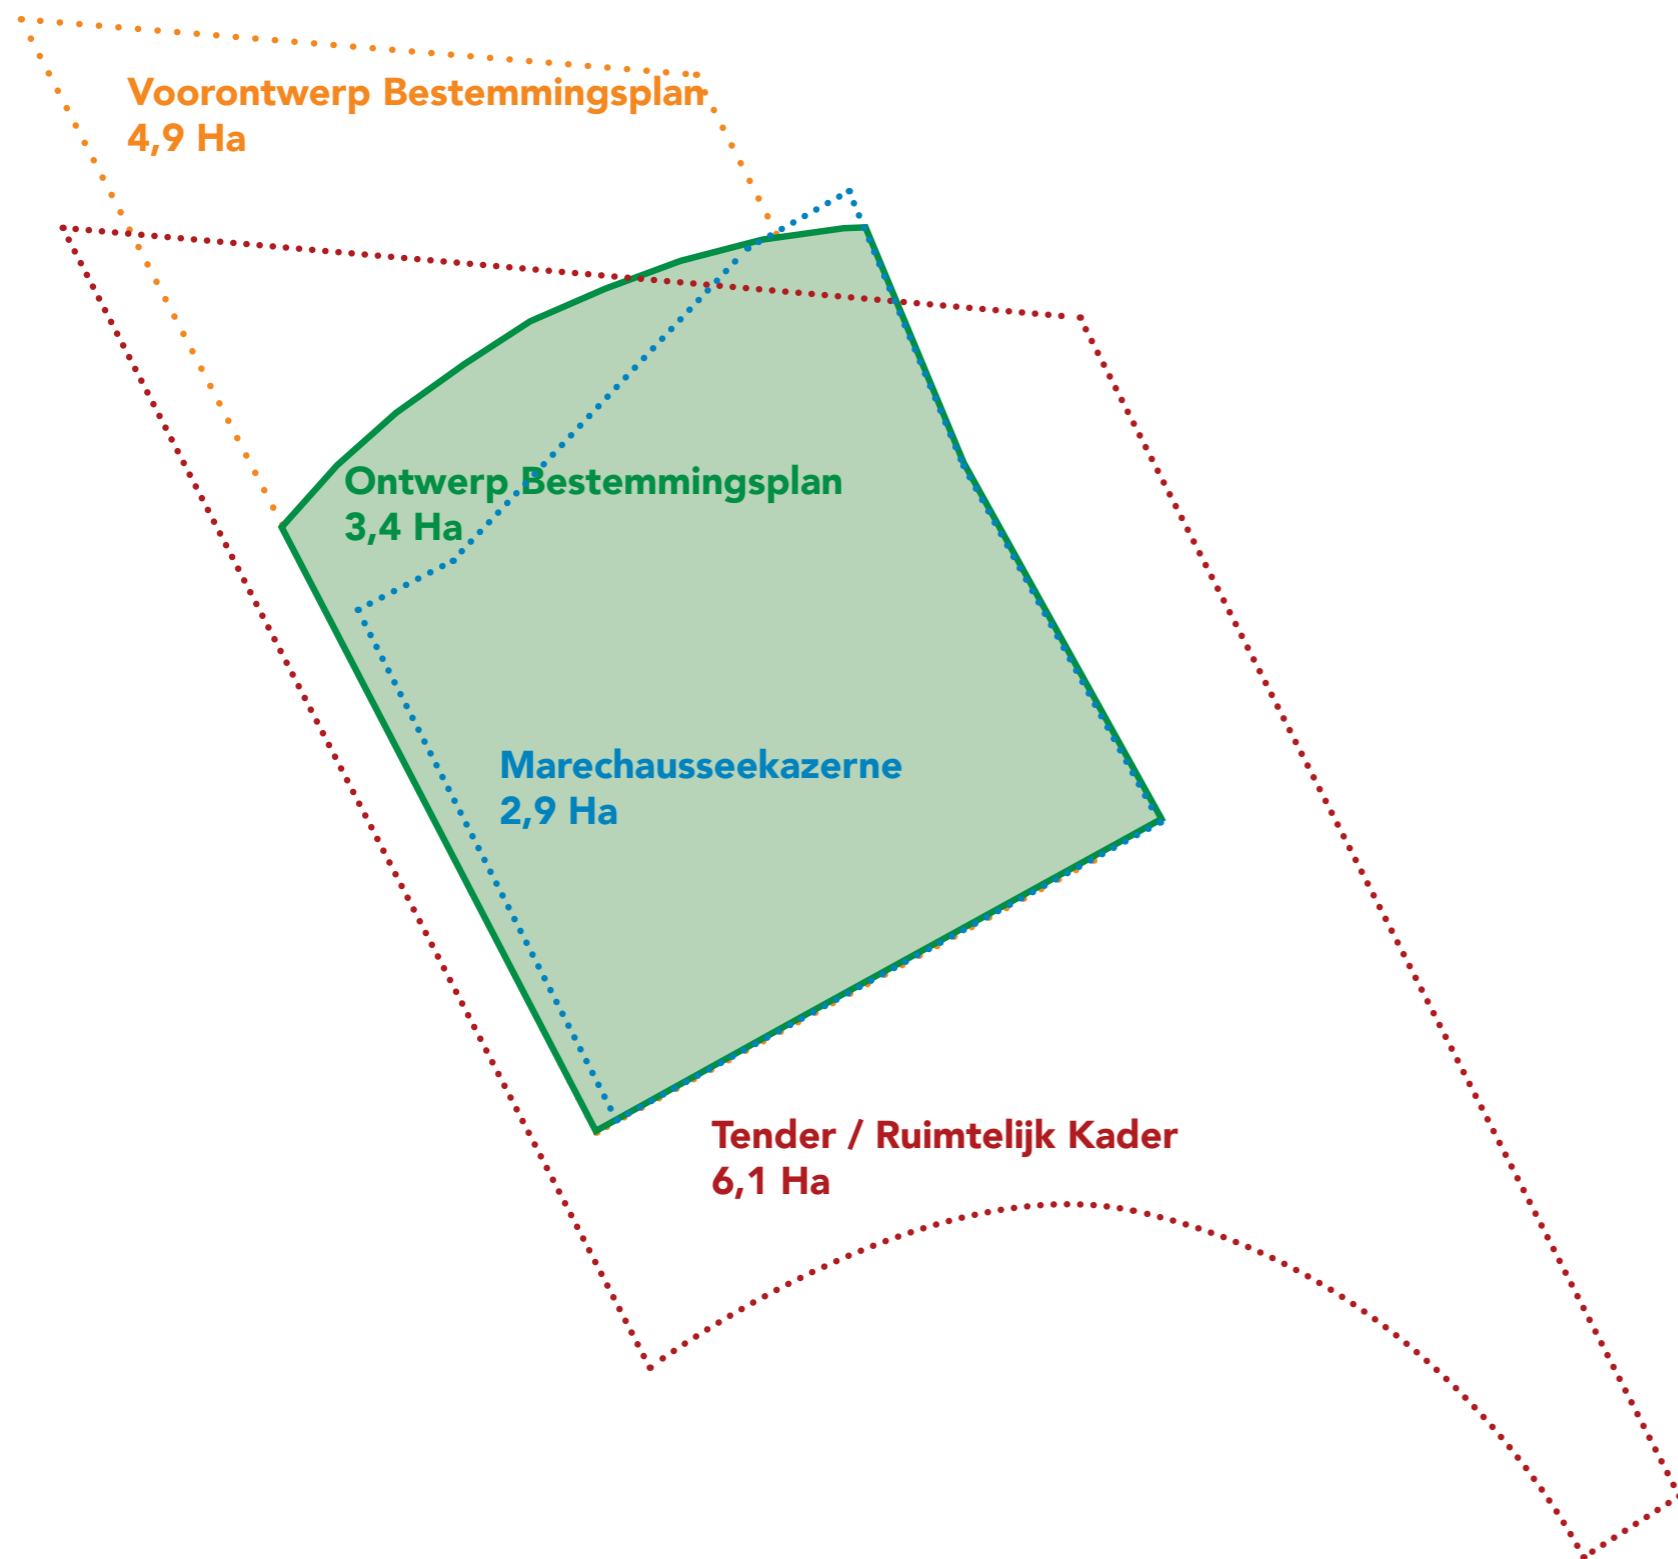 Voorontwerp Bestemmingsplan
4,9 Ha
Ontwerp Bestemmingsplan
3,4 Ha
Marechausseekazerne
2,9 Ha
Tender / Ruimtelijk Kader
6,1 Ha